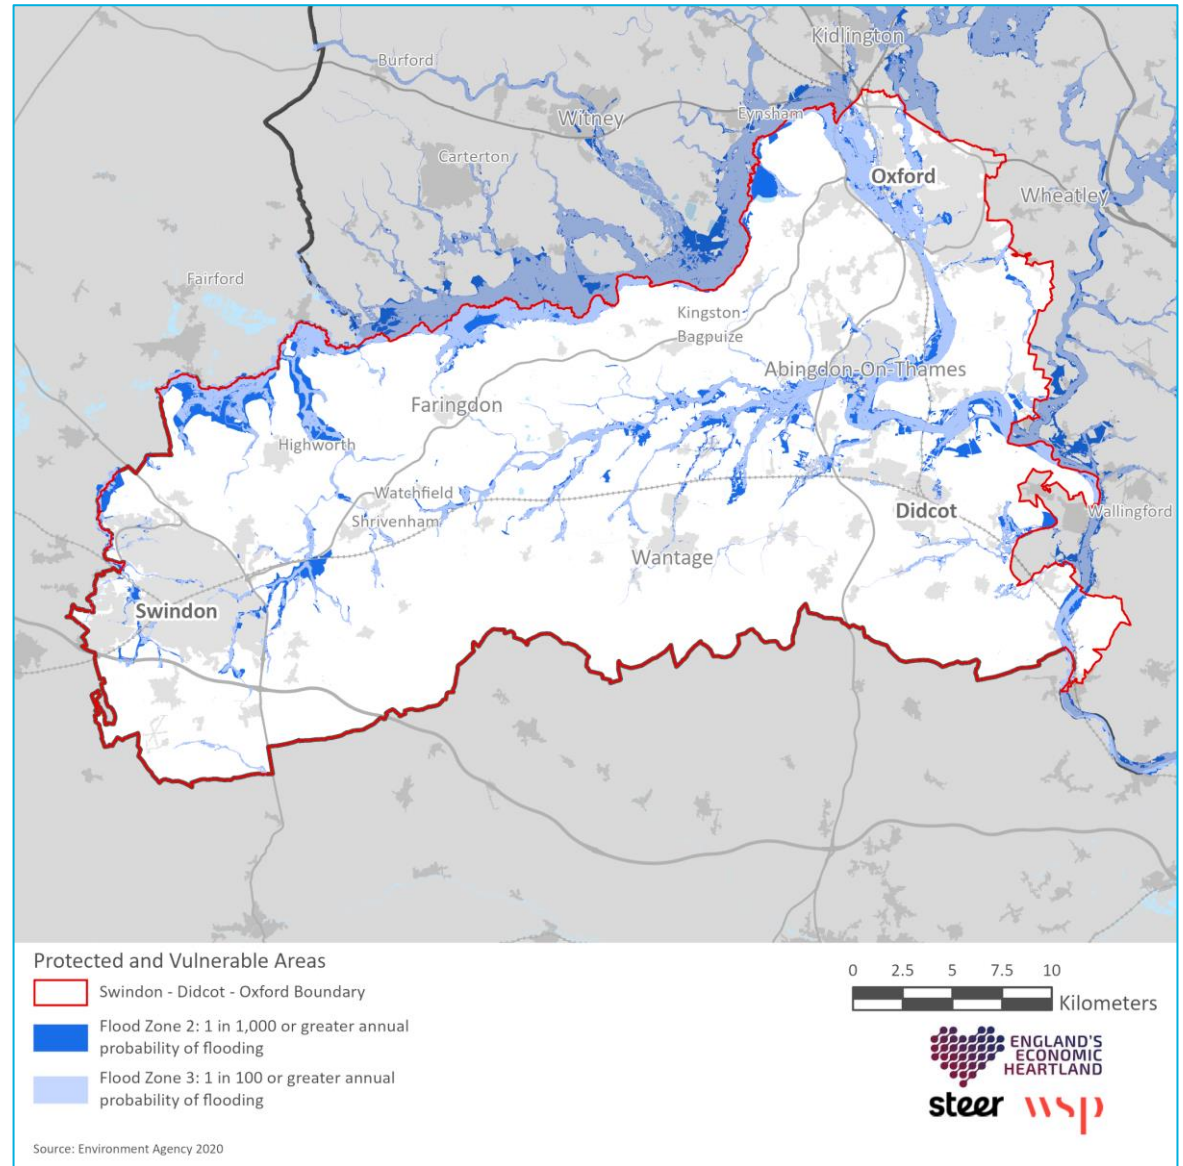 Kidlington
Burford
Witney
Eynsham
Carterton
Oxford
Wheatley
Fairford
Kingston
Bagpuize
Abingdon-On-Thames
Faringdon
Highworth
Watchfield
Shrivenham
Didcot
Wallingford
Wantage
Swindon
Protected and Vulnerable Areas
Swindon - Didcot - Oxford Boundary
Flood Zone 2: 1 in 1,000 or greater annual
probability of flooding
Flood Zone 3: 1 in 100 or greater annual
probability of flooding
Source: Environment Agency 2020
0 2.5 5 7.5 10
Kilometers
ENGLAND'S
ECONOMIC
HEARTLAND
steer wsp